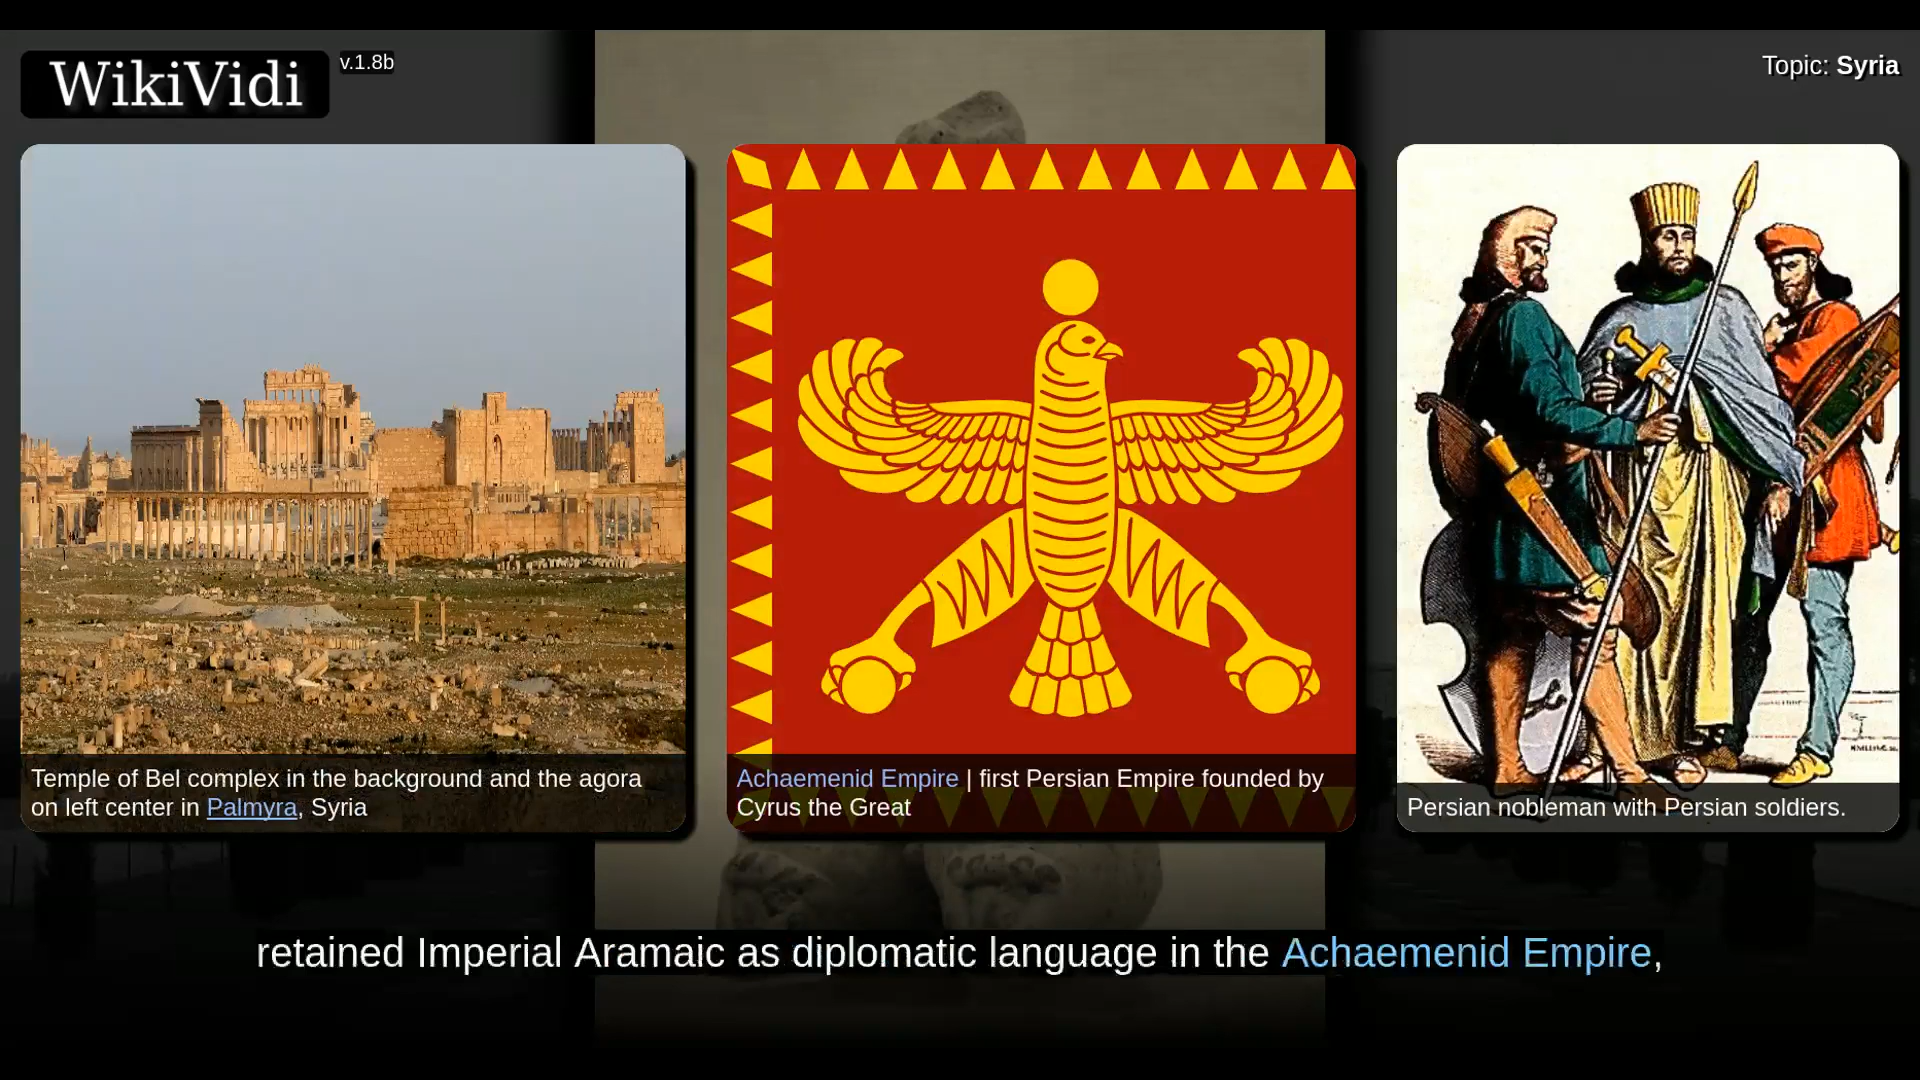 WikiVidi
v.1.8b
Topic: Syria
Temple of Bel complex in the background and the agora
on left center in Palmyra, Syria
Achaemenid Empire | first Persian Empire founded by
Cyrus the Great
Persian nobleman with Persian soldiers.
retained Imperial Aramaic as diplomatic language in the Achaemenid Empire,